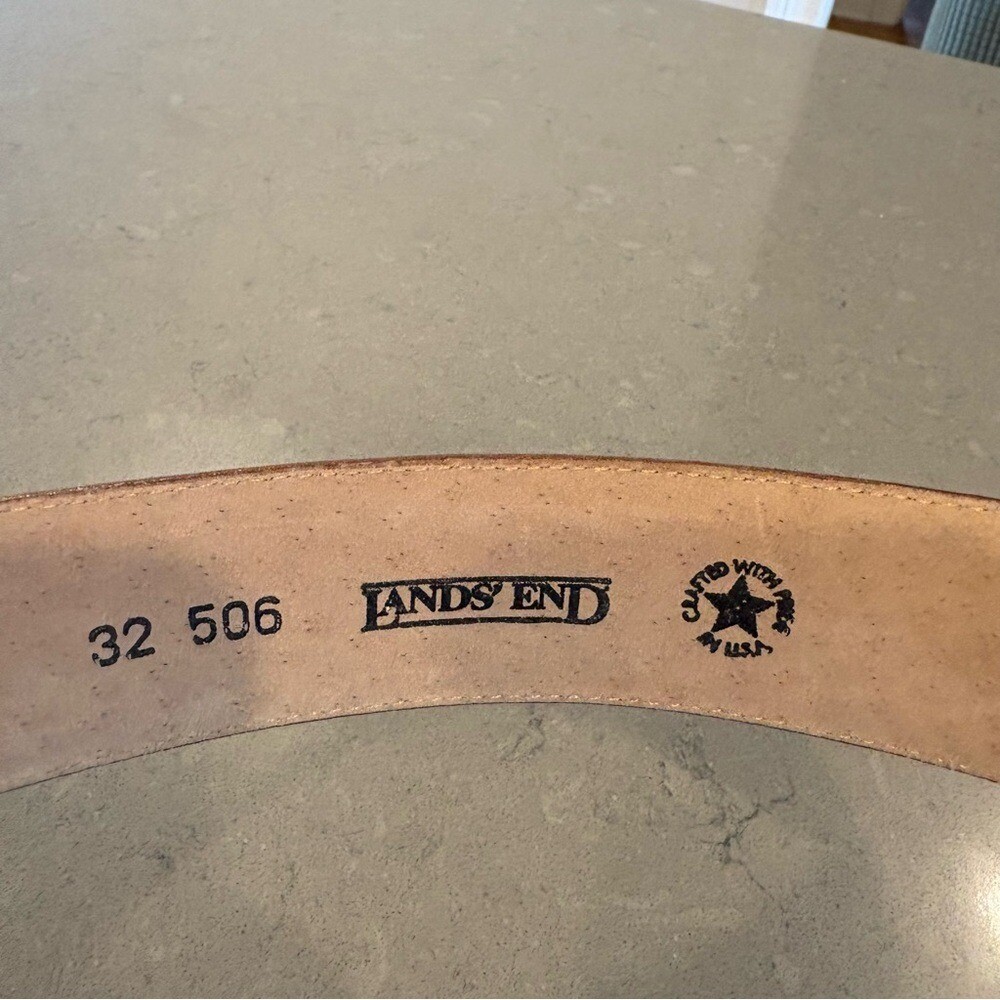 32 506
LANDS' END
CRAFTED WITH PRIDE
IN U.S.A.